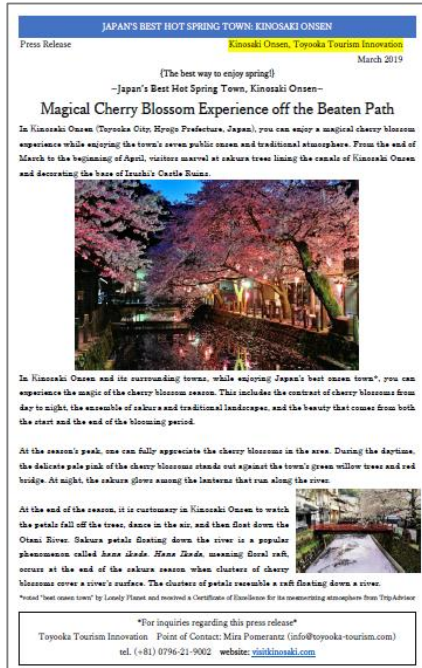 JAPAN'S BEST HOT SPRING TOWN: KINOSAKI ONSEN
Press Release
Kinosaki Onsen, Toyooka Tourism Innovation
March 2019
{The best way to enjoy spring!}
~Japan's Best Hot Spring Town, Kinosaki Onsen~
Magical Cherry Blossom Experience off the Beaten Path
In Kinosaki Onsen (Toyooka City, Hyogo Prefecture, Japan), you can enjoy a magical cherry blossom
experience while enjoying the town's seven public onsen and traditional atmosphere. From the end of
March to the beginning of April, visitors marvel at sakura trees lining the canals of Kinosaki Onsen
and decorating the base of Izushi's Castle Ruins.
In Kinosaki Onsen and its surrounding towns, while enjoying Japan's best onsen town*, you can
experience the magic of the cherry blossom season. This includes the contrast of cherry blossoms from
day to night, the ensemble of sakura and traditional landscapes, and the beauty that comes from both
the start and the end of the blooming period.
At the season's peak, one can fully appreciate the cherry blossoms in the area. During the daytime,
the delicate pale pink of the cherry blossoms stands out against the town's green willow trees and red
bridge. At night, the sakura glows among the lanterns that run along the river.
At the end of the season, it is customary in Kinosaki Onsen to watch
the petals fall off the trees, dance in the air, and then float down the
Otani River. Sakura petals floating down the river is a popular
phenomenon called hana ikada. Hana Ikada, meaning floral raft,
occurs at the end of the sakura season when clusters of cherry
blossoms cover a river's surface. The clusters of petals resemble a raft floating down a river.
*voted "best onsen town" by Lonely Planet and received a Certificate of Excellence for its mesmerizing atmosphere from TripAdvisor
*For inquiries regarding this press release*
Toyooka Tourism Innovation Point of Contact: Mira Pomerantz (info@toyooka-tourism.com)
tel. (+81) 0796-21-9002 website: visitkinosaki.com